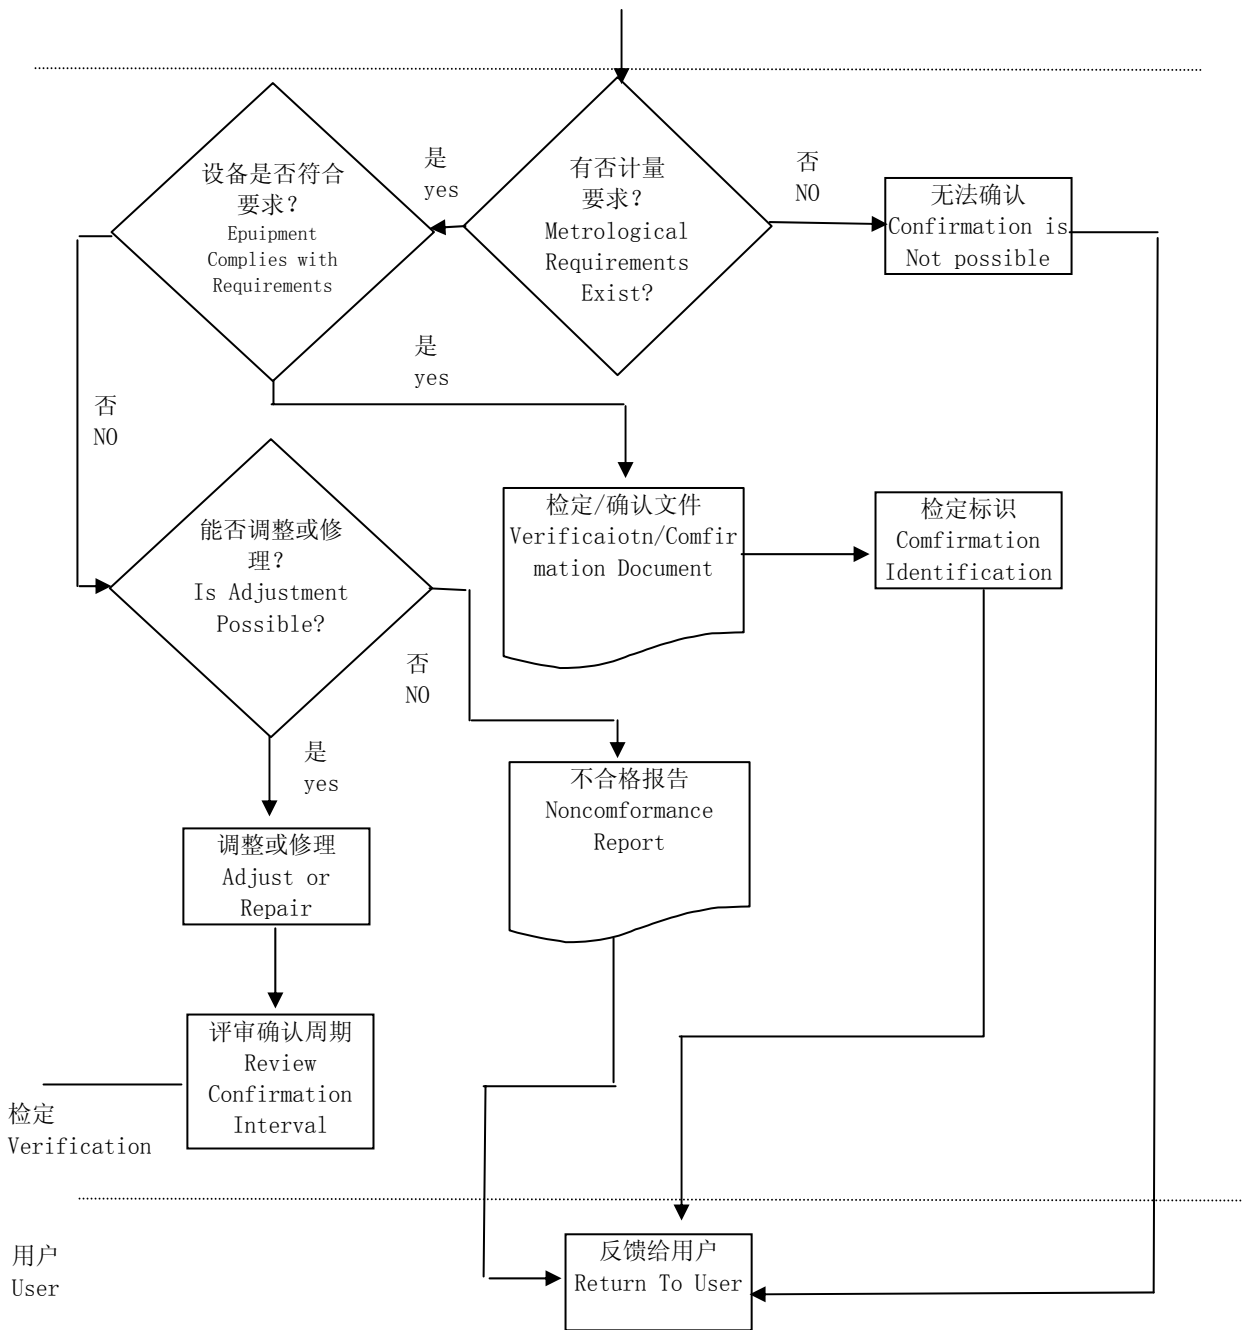 设备是否符合
要求?
Epuipment
Complies with
Requirements
是
yes
有否计量
要求?
Metrological
Requirements
Exist?
否
NO
无法确认
Confirmation is
Not possible
是
yes
否
NO
能否调整或修
理?
Is Adjustment
Possible?
检定/确认文件
Verificaiotn/Comfir
mation Document
检定标识
Comfirmation
Identification
否
NO
是
yes
不合格报告
Noncomformance
Report
调整或修理
Adjust or
Repair
评审确认周期
Review
Confirmation
Interval
检定
Verification
用户
User
反馈给用户
Return To User